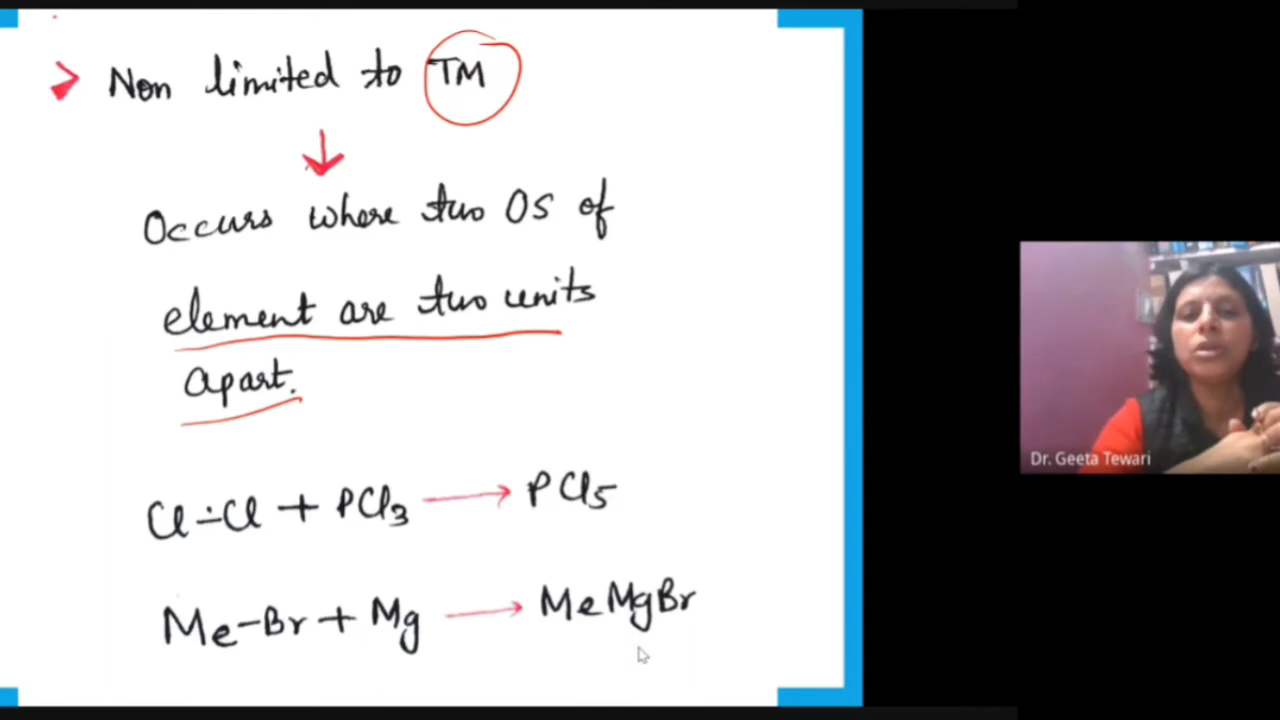 Non limited to TM
Occurs where two OS of
element are two units
apart.
Cl-Cl + PCl3 → PCl5
Me-Br + Mg → MeMgBr
Dr. Geeta Tewari